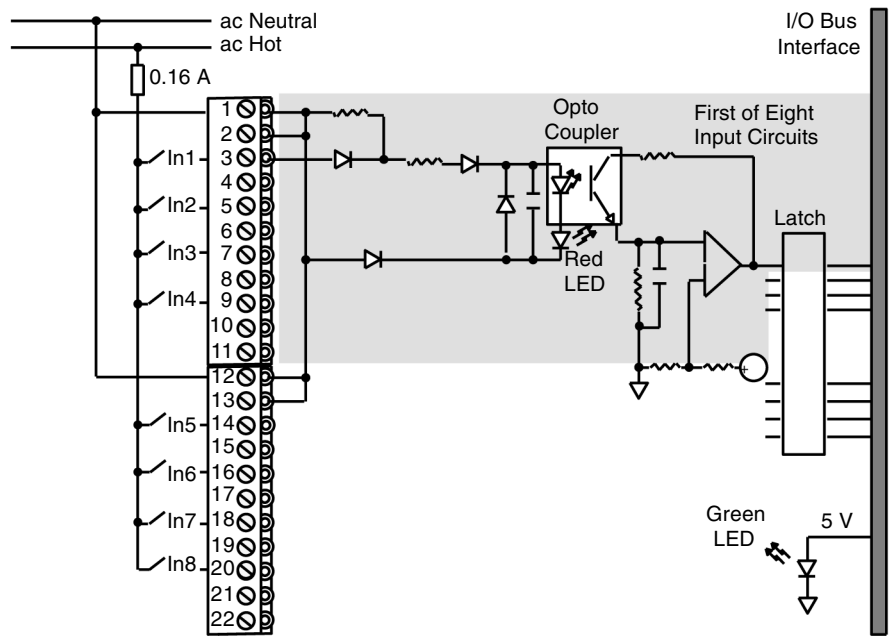 ac Neutral
ac Hot
I/O Bus
Interface
0.16 A
Opto
Coupler
First of Eight
Input Circuits
1
2
In1
3
4
In2
5
6
In3
7
8
In4
9
10
11
12
13
In5
14
15
In6
16
17
In7
18
19
In8
20
21
22
Red
LED
Latch
+
Green
LED
5 V